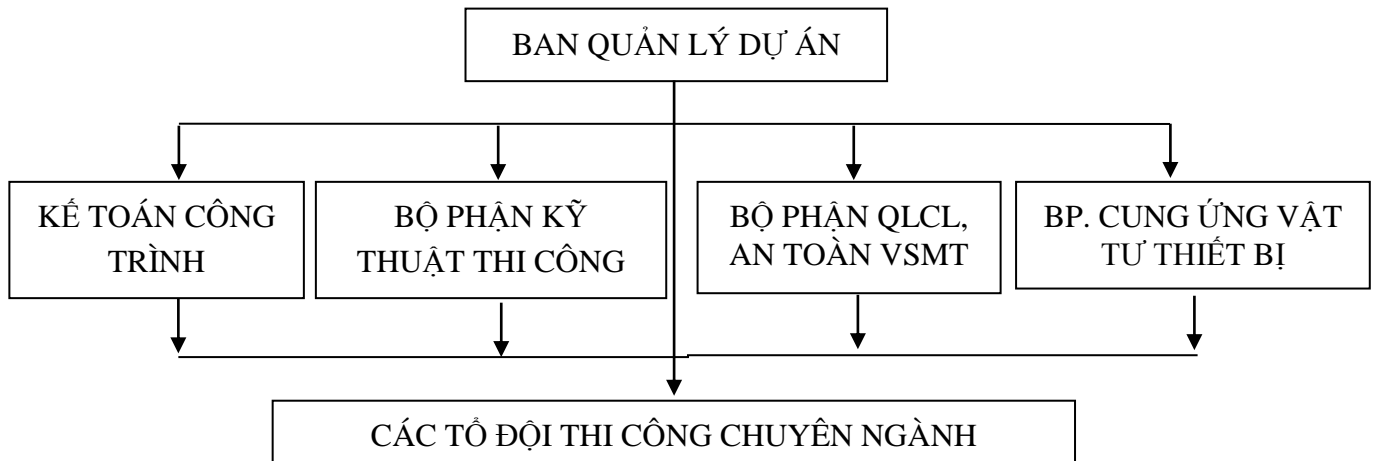 BAN QUẢN LÝ DỰ ÁN
KẾ TOÁN CÔNG
TRÌNH
BỘ PHẬN KỸ
THUẬT THI CÔNG
BỘ PHẬN QLCL,
AN TOÀN VSMT
BP. CUNG ỨNG VẬT
TƯ THIẾT BỊ
CÁC TỔ ĐỘI THI CÔNG CHUYÊN NGÀNH